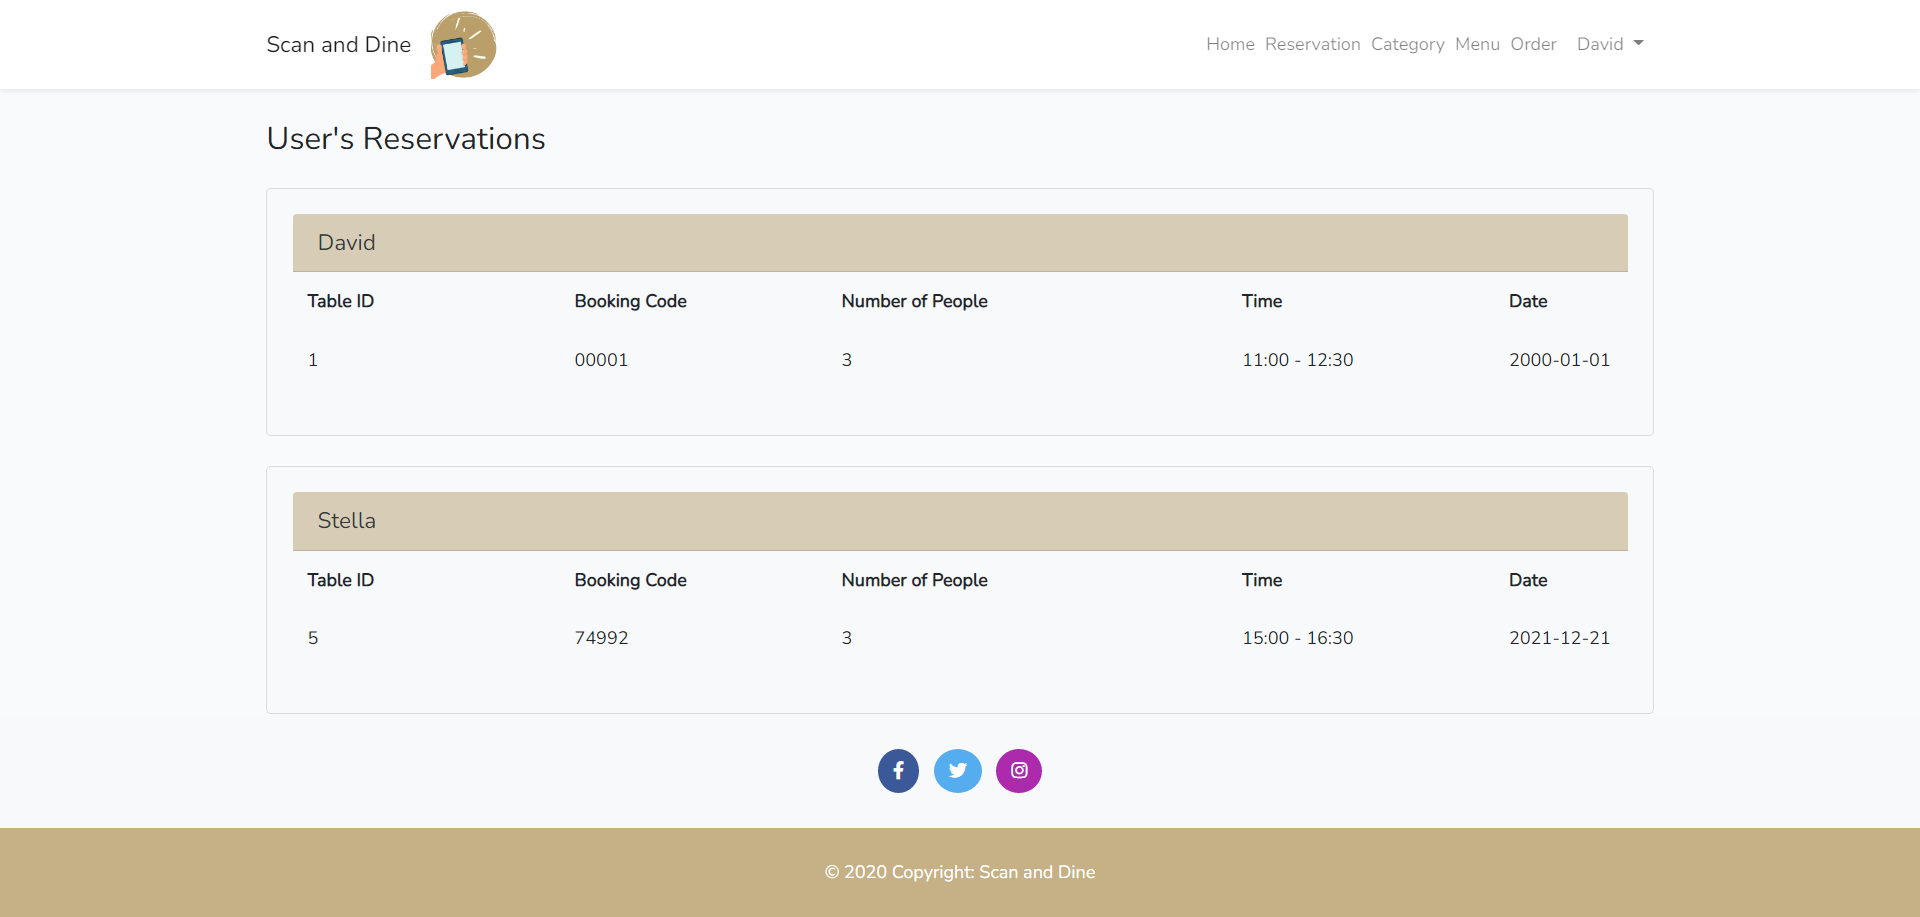 Scan and Dine
Home Reservation Category Menu Order David
User's Reservations
David
Table ID Booking Code Number of People Time Date
1 00001 3 11:00 - 12:30 2000-01-01
Stella
Table ID Booking Code Number of People Time Date
5 74992 3 15:00 - 16:30 2021-12-21
© 2020 Copyright: Scan and Dine